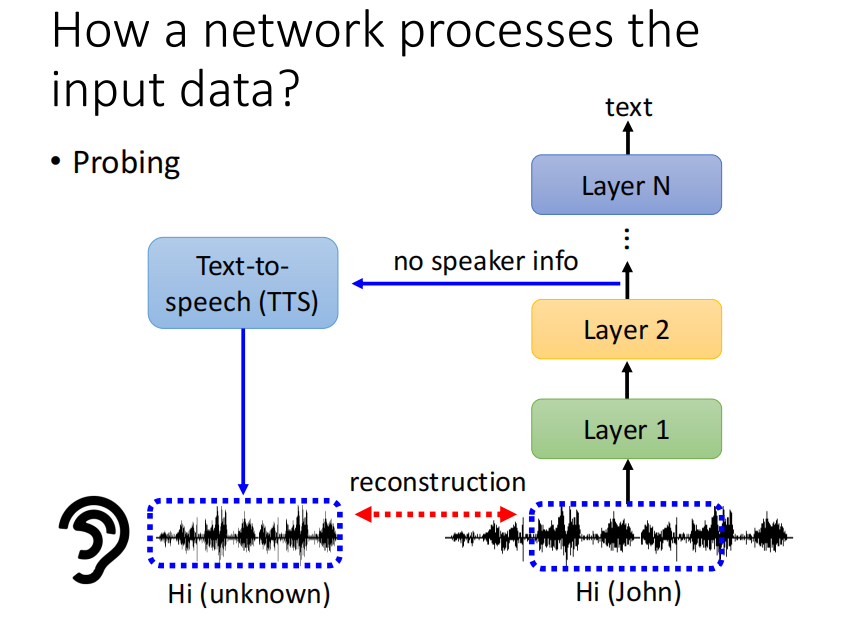 How a network processes the
input data?
• Probing
text
Layer N
⋮
no speaker info
Text-to-
speech (TTS)
Layer 2
Layer 1
reconstruction
Hi (unknown)
Hi (John)